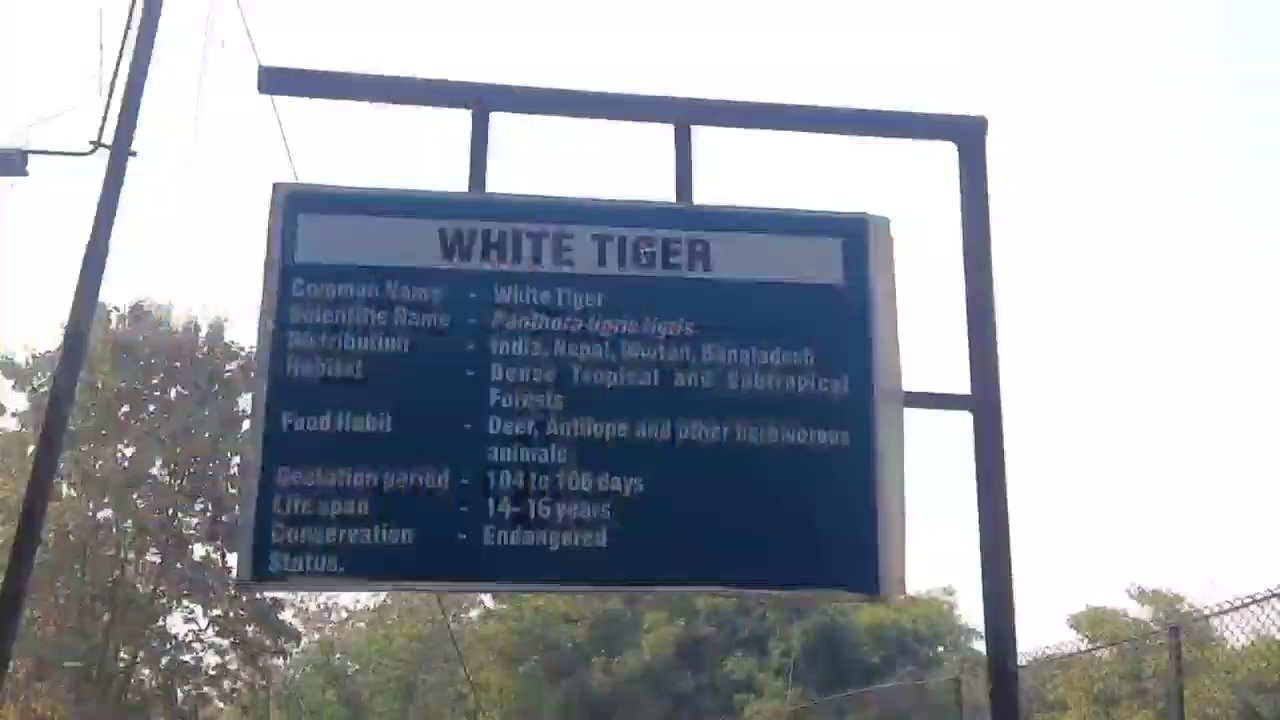 WHITE TIGER
Common Name - White Tiger
Scientific Name - Panthera tigris tigris
Distribution - India, Nepal, Bhutan, Bangladesh
Habitat - Dense Tropical and Subtropical
Forests
Food Habit - Deer, Antilope and other herbivorous
animals
Gestation period - 104 to 106 days
Life span - 14- 16 years
Conservation - Endangered
Status.